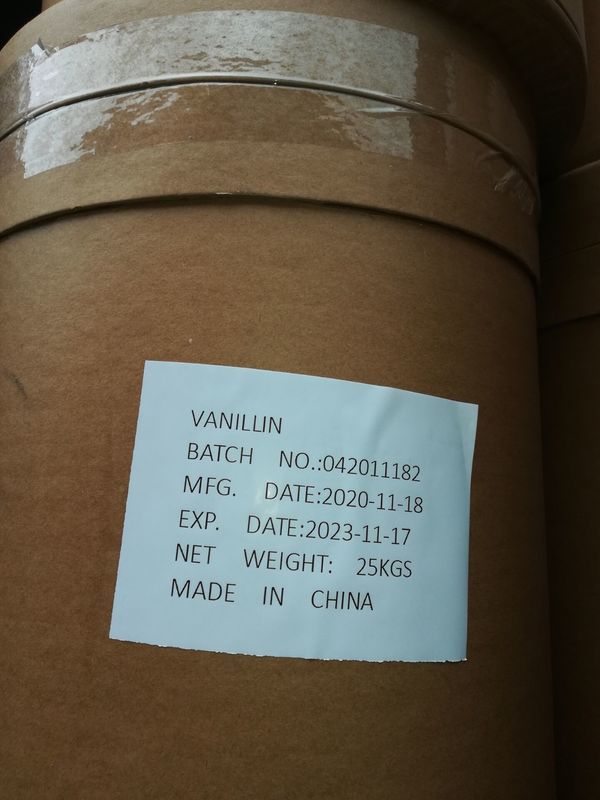 VANILLIN
BATCH NO.:042011182
MFG. DATE:2020-11-18
EXP. DATE:2023-11-17
NET WEIGHT: 25KGS
MADE IN CHINA